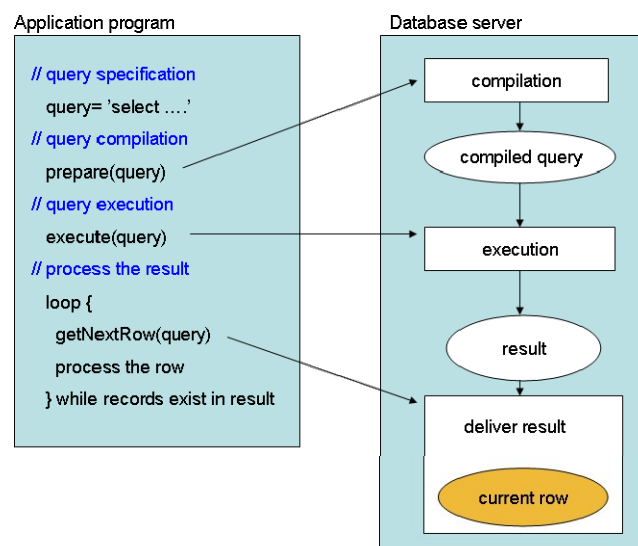 Application program
// query specification
query= 'select ....'
// query compilation
prepare(query)
// query execution
execute(query)
// process the result
loop {
getNextRow(query)
process the row
} while records exist in result
Database server
compilation
compiled query
execution
result
deliver result
current row